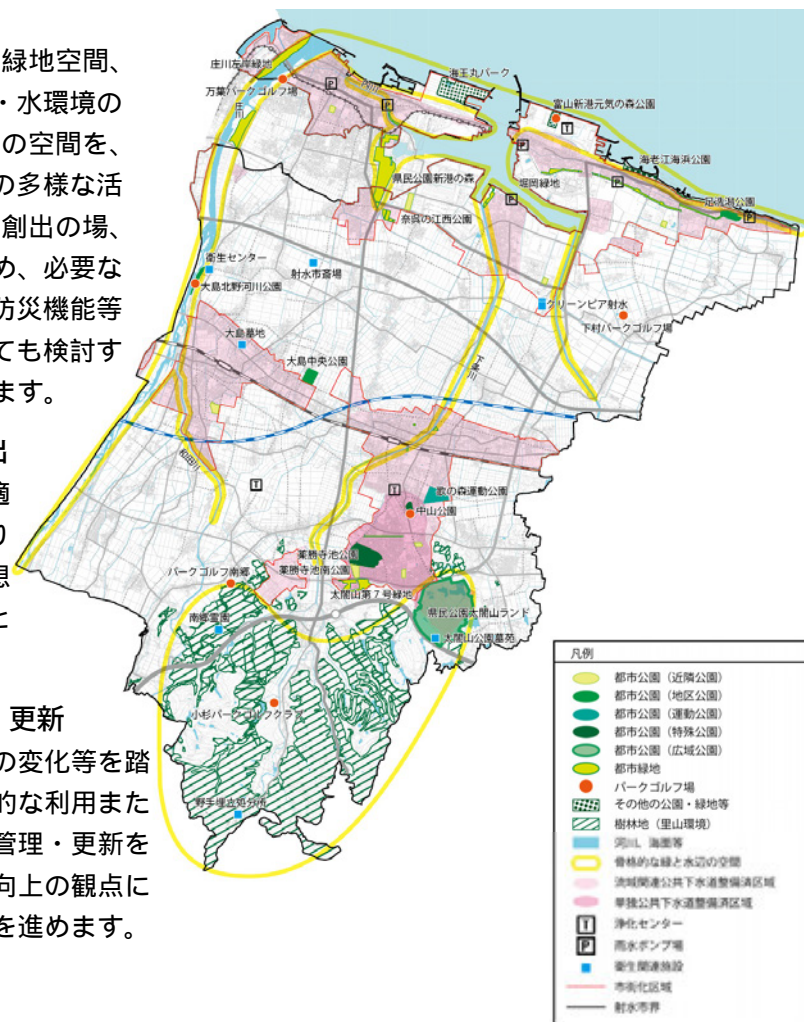 緑地空間、
・水環境の
の空間を、
の多様な活
創出の場、
め、必要な
防災機能等
ても検討す
ます。
出
適
り
想
と
更新
の変化等を踏
的な利用また
管理・更新を
向上の観点に
を進めます。
庄川左岸緑地
万葉パークゴルフ場
庄川
内川
海王丸パーク
富山新港元気の森公園
海老江海浜公園
足洗潟公園
県民公園新港の森
堀岡緑地
奈呉の江西公園
衛生センター
射水市斎場
大島北野河川公園
クリーンピア射水
下村パークゴルフ場
大島墓地
大島中央公園
下条川
和田川
歌の森運動公園
中山公園
薬勝寺池公園
薬勝寺池南公園
パークゴルフ南郷
太閤山第7号緑地
県民公園太閤山ランド
南郷霊園
太閤山公園墓苑
小杉パークゴルフクラブ
野手埋立処分所
P
P
T
P
P
P
P
T
T
凡例
都市公園(近隣公園)
都市公園(地区公園)
都市公園(運動公園)
都市公園(特殊公園)
都市公園(広域公園)
都市緑地
パークゴルフ場
その他の公園・緑地等
樹林地(里山環境)
河川、海面等
骨格的な緑と水辺の空間
流域関連公共下水道整備済区域
単独公共下水道整備済区域
T 浄化センター
P 雨水ポンプ場
衛生関連施設
市街化区域
射水市界